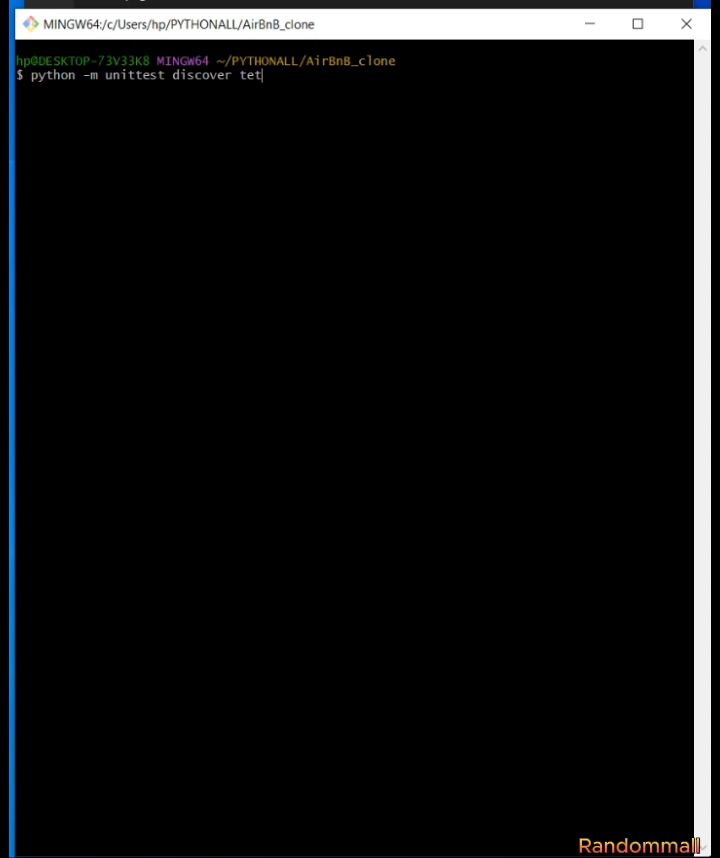 MINGW64:/c/Users/hp/PYTHONALL/AirBnB_clone
hp@DESKTOP-73V33K8 MINGW64 ~/PYTHONALL/AirBnB_clone
$ python -m unittest discover tet
Randommall